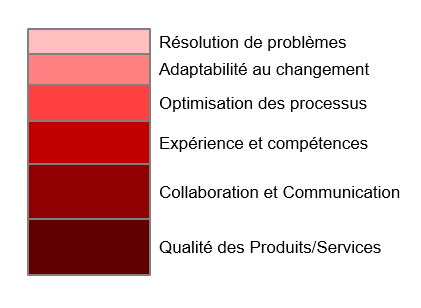 Résolution de problèmes
Adaptabilité au changement
Optimisation des processus
Expérience et compétences
Collaboration et Communication
Qualité des Produits/Services